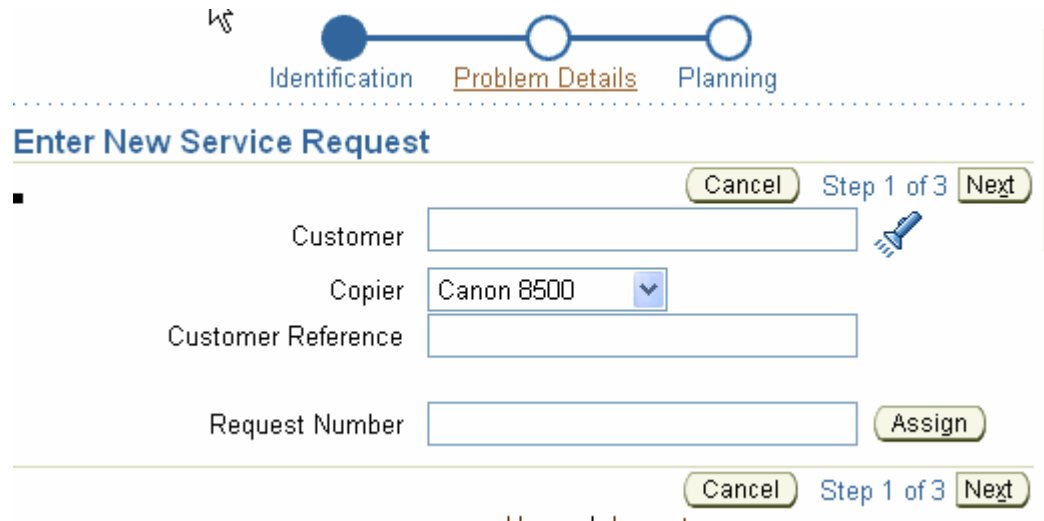 Identification Problem Details Planning
Enter New Service Request
Cancel Step 1 of 3 Next
Customer
Copier Canon 8500
Customer Reference
Request Number Assign
Cancel Step 1 of 3 Next